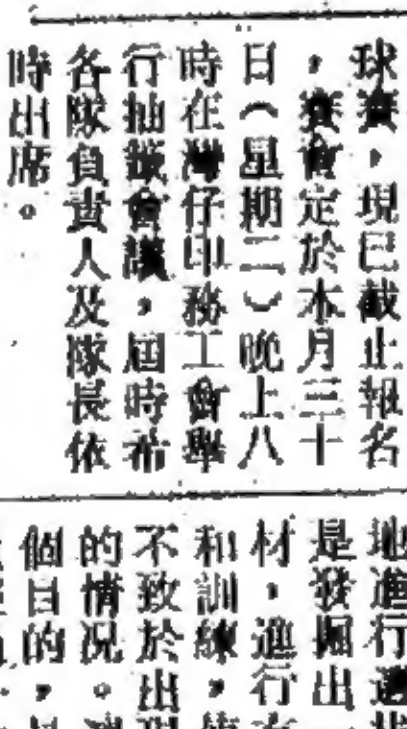 球賽,現已截止報名
,賽會定於本月三十
日(星期二)晚上八
時在灣仔印務工會舉
行抽籤會議,屆時希
各隊負責人及隊長依
時出席。
地進行選
是發掘出
材,進行
和訓練,
不致於出現
的情况。
個目的,